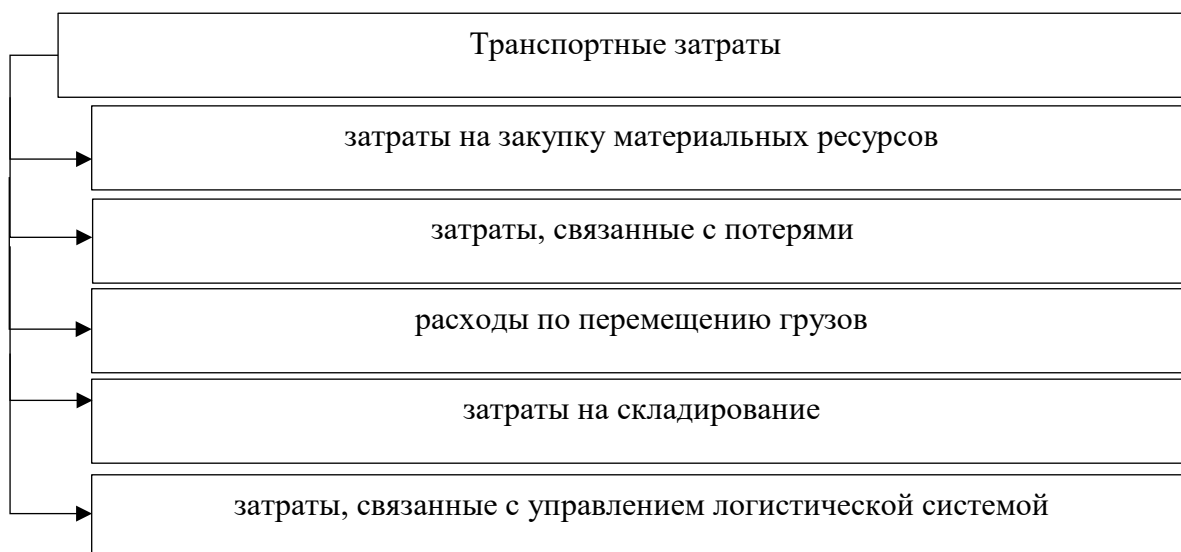 Транспортные затраты
затраты на закупку материальных ресурсов
затраты, связанные с потерями
расходы по перемещению грузов
затраты на складирование
затраты, связанные с управлением логистической системой